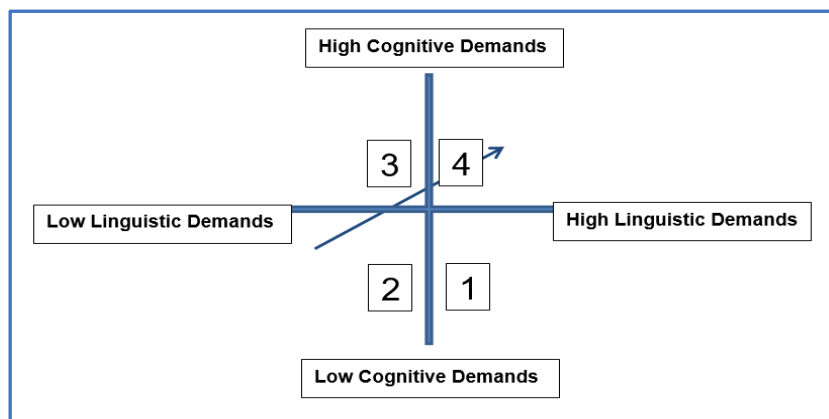 High Cognitive Demands
3
4
Low Linguistic Demands
High Linguistic Demands
2
1
Low Cognitive Demands